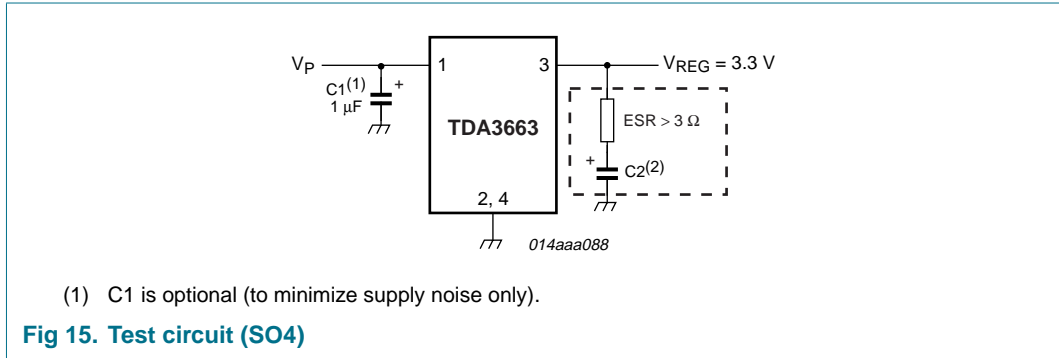 V_P
1
3
V_REG = 3.3 V
C1(1)
+
1 μF
TDA3663
ESR > 3 Ω
+
C2(2)
2, 4
014aaa088
(1) C1 is optional (to minimize supply noise only).
Fig 15. Test circuit (SO4)